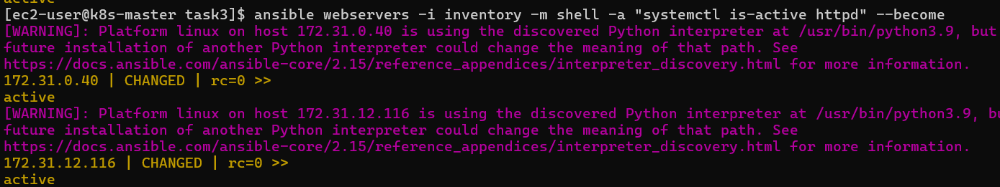 active
[ec2-user@k8s-master task3]$ ansible webservers -i inventory -m shell -a "systemctl is-active httpd" --become
[WARNING]: Platform linux on host 172.31.0.40 is using the discovered Python interpreter at /usr/bin/python3.9, but
future installation of another Python interpreter could change the meaning of that path. See
https://docs.ansible.com/ansible-core/2.15/reference_appendices/interpreter_discovery.html for more information.
172.31.0.40 | CHANGED | rc=0 >>
active
[WARNING]: Platform linux on host 172.31.12.116 is using the discovered Python interpreter at /usr/bin/python3.9, bu
future installation of another Python interpreter could change the meaning of that path. See
https://docs.ansible.com/ansible-core/2.15/reference_appendices/interpreter_discovery.html for more information.
172.31.12.116 | CHANGED | rc=0 >>
active